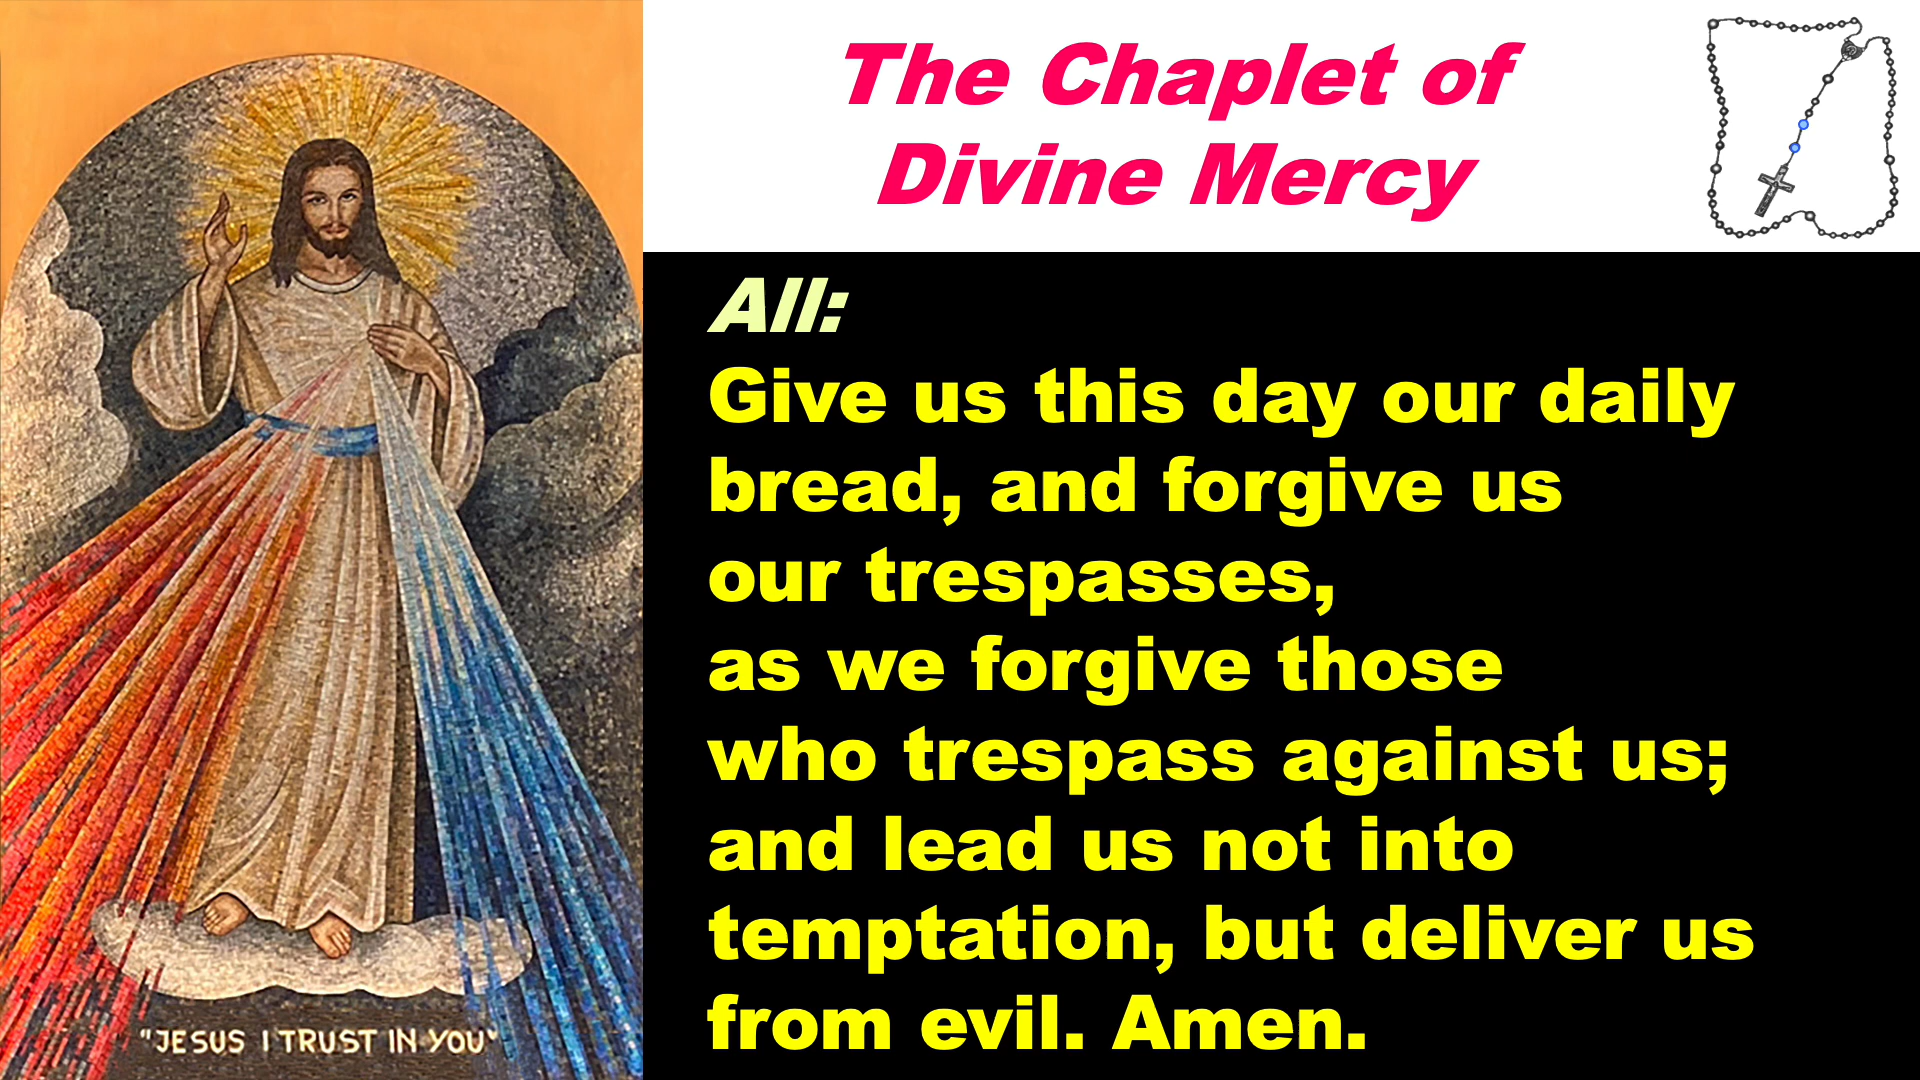 The Chaplet of
Divine Mercy
All:
Give us this day our daily
bread, and forgive us
our trespasses,
as we forgive those
who trespass against us;
and lead us not into
temptation, but deliver us
from evil. Amen.
"JESUS I TRUST IN YOU"